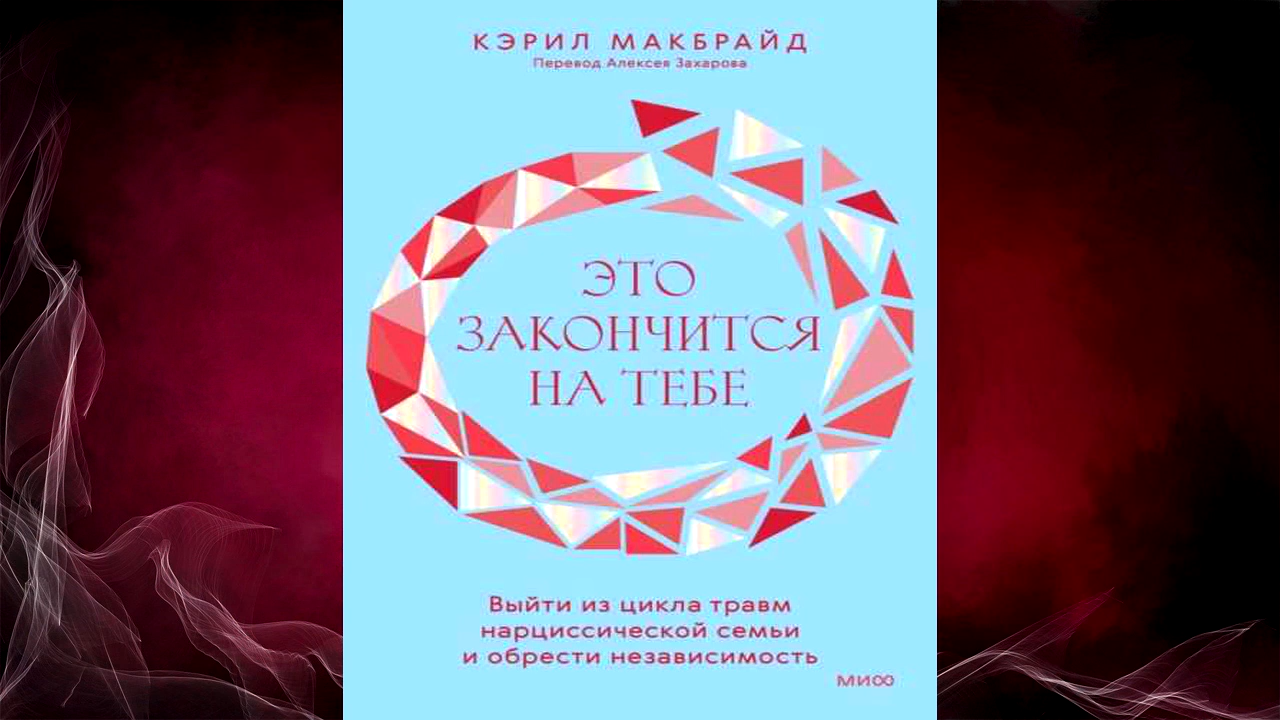 КЭРИЛ МАКБРАЙД
Перевод Алексея Захарова
ЭТО
ЗАКОНЧИТСЯ
НА ТЕБЕ
Выйти из цикла травм
нарциссической семьи
и обрести независимость
МИФ